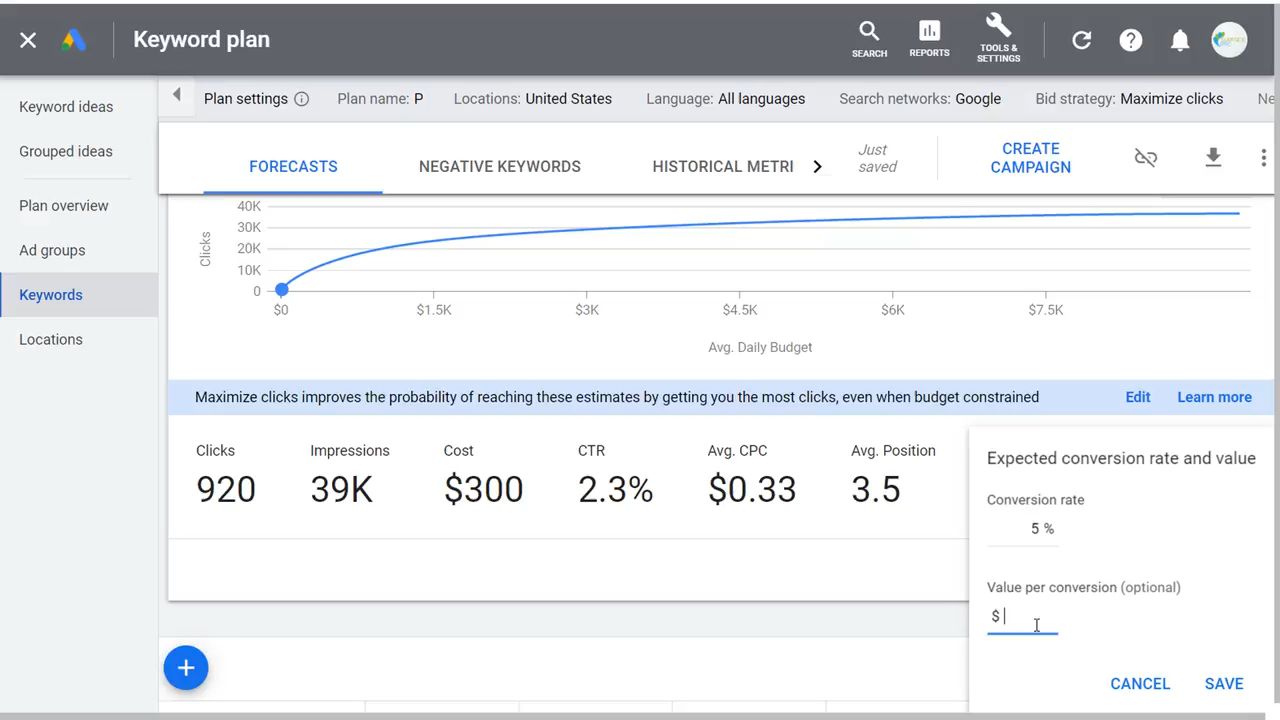 Keyword plan
SEARCH
REPORTS
TOOLS &
SETTINGS
Keyword ideas
Grouped ideas
Plan overview
Ad groups
Keywords
Locations
Plan settings
Plan name: P
Locations: United States
Language: All languages
Search networks: Google
Bid strategy: Maximize clicks
Ne
FORECASTS
NEGATIVE KEYWORDS
HISTORICAL METRI
Just
saved
CREATE
CAMPAIGN
Clicks
40K
30K
20K
10K
0
$0
$1.5K
$3K
$4.5K
$6K
$7.5K
Avg. Daily Budget
Maximize clicks improves the probability of reaching these estimates by getting you the most clicks, even when budget constrained
Edit
Learn more
Clicks
920
Impressions
39K
Cost
$300
CTR
2.3%
Avg. CPC
$0.33
Avg. Position
3.5
Expected conversion rate and value
Conversion rate
5 %
Value per conversion (optional)
$
CANCEL
SAVE